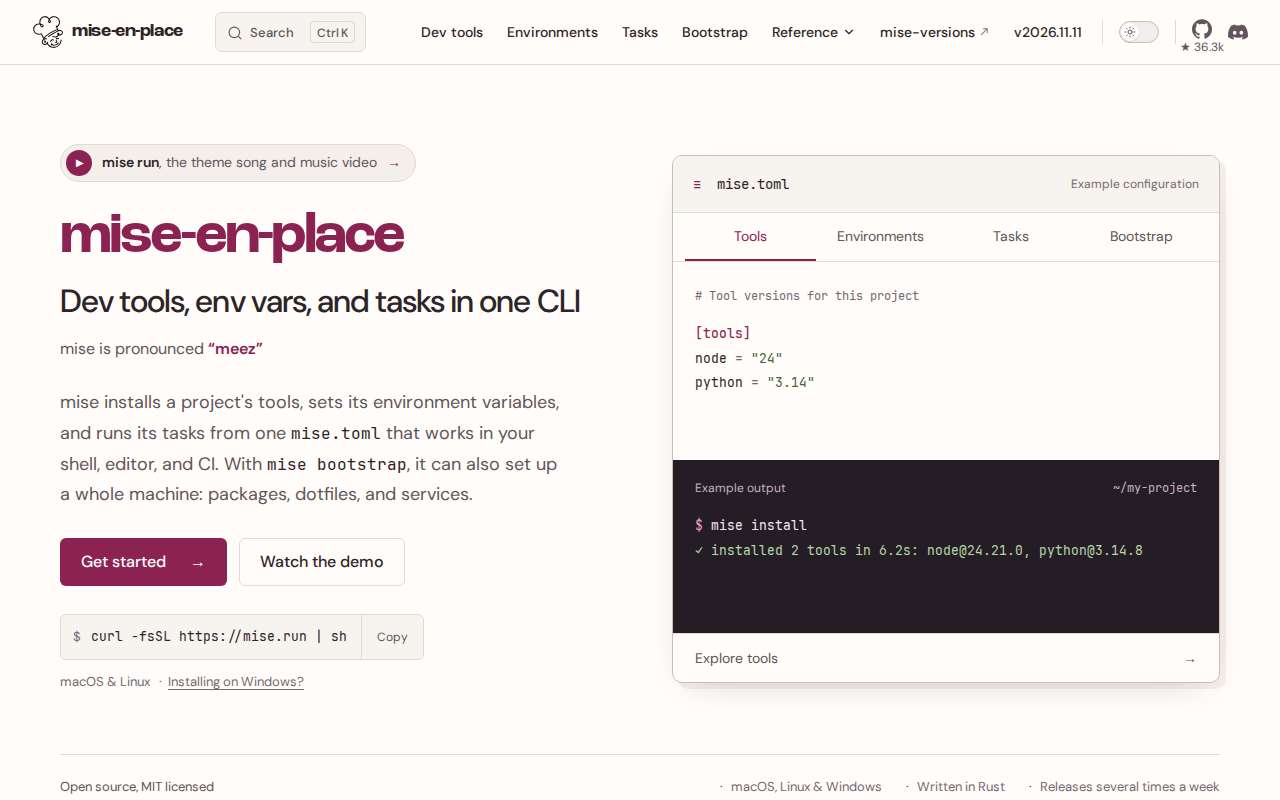 mise-en-place
Search Ctrl K
Dev tools Environments Tasks Bootstrap Reference mise-versions ↗ v2026.11.11
★ 36.3k
▶ mise run, the theme song and music video →
mise-en-place
Dev tools, env vars, and tasks in one CLI
mise is pronounced “meez”
mise installs a project's tools, sets its environment variables,
and runs its tasks from one mise.toml that works in your
shell, editor, and CI. With mise bootstrap, it can also set up
a whole machine: packages, dotfiles, and services.
Get started →
Watch the demo
$ curl -fsSL https://mise.run | sh Copy
macOS & Linux · Installing on Windows?
≡ mise.toml Example configuration
Tools Environments Tasks Bootstrap
# Tool versions for this project
[tools]
node = "24"
python = "3.14"
Example output ~/my-project
$ mise install
✓ installed 2 tools in 6.2s: node@24.21.0, python@3.14.8
Explore tools →
Open source, MIT licensed · macOS, Linux & Windows · Written in Rust · Releases several times a week